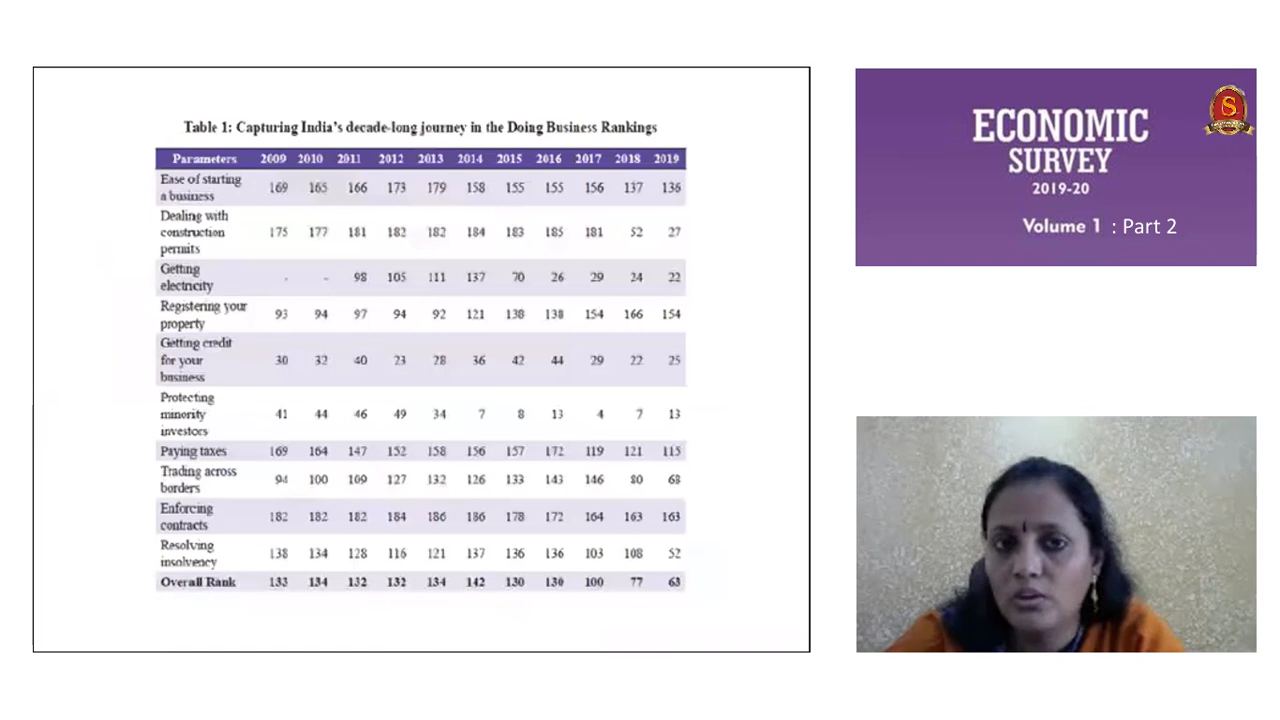 Table 1: Capturing India's decade-long journey in the Doing Business Rankings
Parameters 2009 2010 2011 2012 2013 2014 2015 2016 2017 2018 2019
Ease of starting
a business 169 165 166 173 179 158 155 155 156 137 136
Dealing with
construction
permits 175 177 181 182 182 184 183 185 181 52 27
Getting
electricity - - 98 105 111 137 70 26 29 24 22
Registering your
property 93 94 97 94 92 121 138 138 154 166 154
Getting credit
for your
business 30 32 40 23 28 36 42 44 29 22 25
Protecting
minority
investors 41 44 46 49 34 7 8 13 4 7 13
Paying taxes 169 164 147 152 158 156 157 172 119 121 115
Trading across
borders 94 100 109 127 132 126 133 143 146 80 68
Enforcing
contracts 182 182 182 184 186 186 178 172 164 163 163
Resolving
insolvency 138 134 128 116 121 137 136 136 103 108 52
Overall Rank 133 134 132 132 134 142 130 130 100 77 63
ECONOMIC
SURVEY
2019-20
Volume 1 : Part 2
S